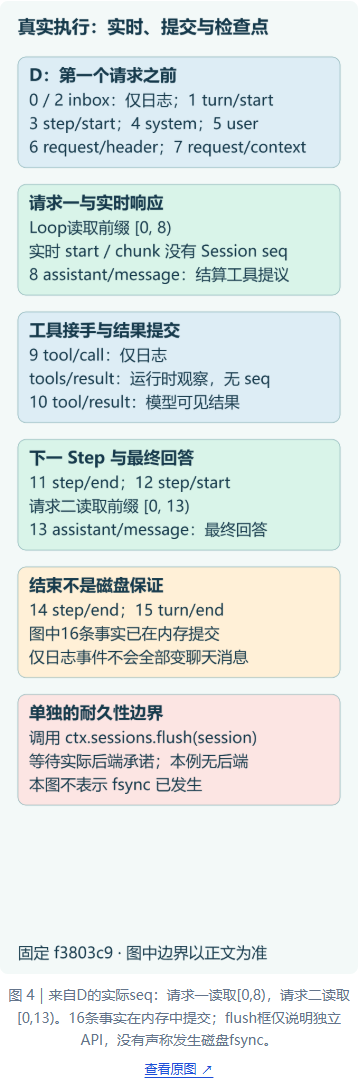 真实执行：实时、提交与检查点
D：第一个请求之前
0 / 2 inbox：仅日志；1 turn/start
3 step/start；4 system；5 user
6 request/header；7 request/context
请求一与实时响应
Loop读取前缀 [0, 8)
实时 start / chunk 没有 Session seq
8 assistant/message：结算工具提议
工具接手与结果提交
9 tool/call：仅日志
tools/result：运行时观察，无 seq
10 tool/result：模型可见结果
下一 Step 与最终回答
11 step/end；12 step/start
请求二读取前缀 [0, 13)
13 assistant/message：最终回答
结束不是磁盘保证
14 step/end；15 turn/end
图中16条事实已在内存提交
仅日志事件不会全部变聊天消息
单独的耐久性边界
调用 ctx.sessions.flush(session)
等待实际后端承诺；本例无后端
本图不表示 fsync 已发生
固定 f3803c9 · 图中边界以正文为准
图 4｜来自D的实际seq：请求一读取[0,8)，请求二读取
[0,13)。16条事实在内存中提交；flush框仅说明独立
API，没有声称发生磁盘fsync。
查看原图 ↗